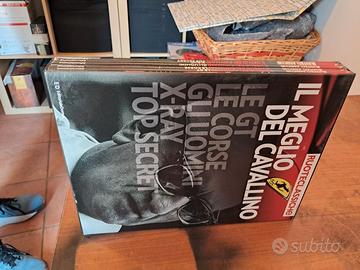 RUOTECLASSICHE
IL MEGLIO
DEL CAVALLINO
LE GT
LE CORSE
GLI UOMINI
X-RAY
TOP SECRET
subito